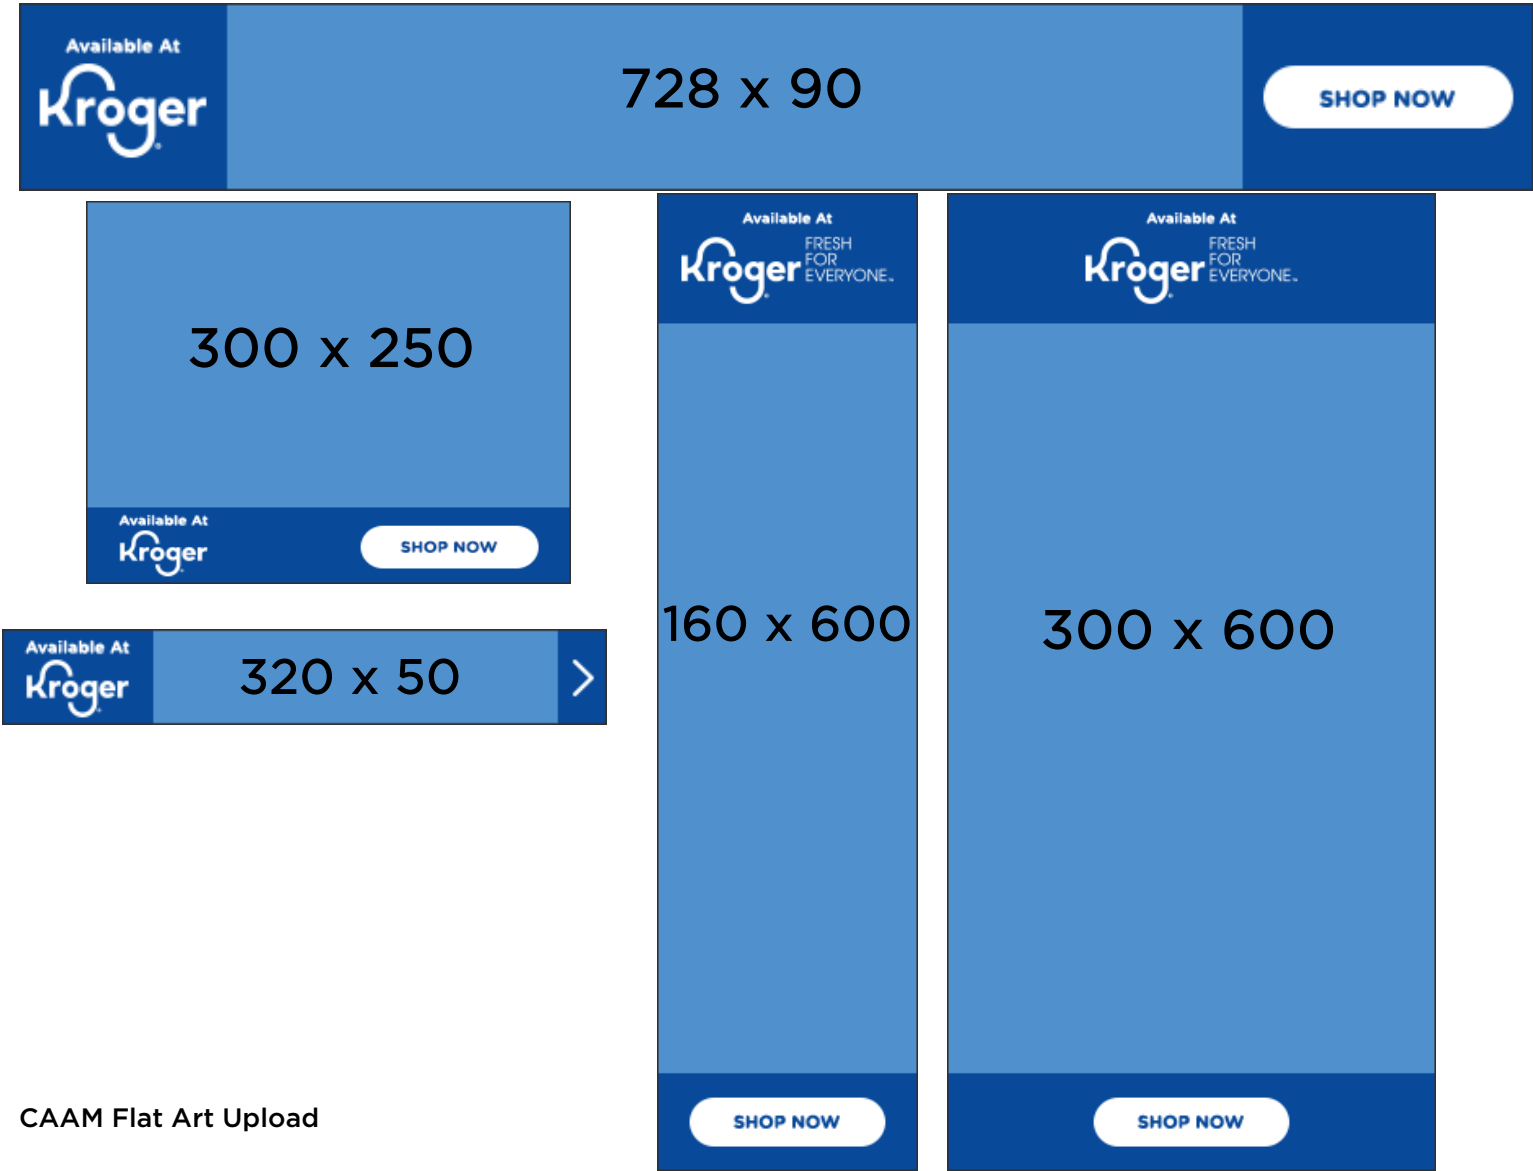 Available At
Kroger
728 x 90
SHOP NOW
300 x 250
Available At
Kroger
SHOP NOW
Available At
Kroger
320 x 50
Available At
Kroger
FRESH
FOR
EVERYONE™
160 x 600
SHOP NOW
Available At
Kroger
FRESH
FOR
EVERYONE™
300 x 600
SHOP NOW
CAAM Flat Art Upload